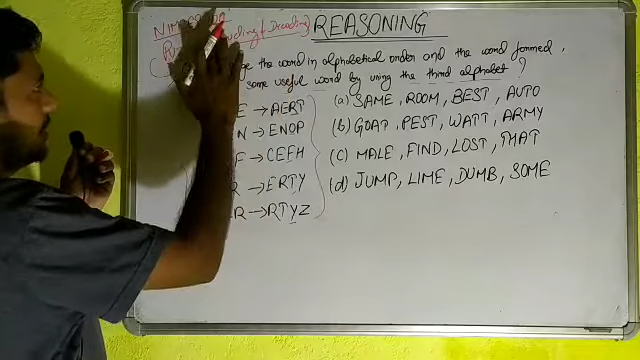 REASONING
the word in alphabetical order and the word formed,
some useful word by using the third alphabet ?
E → AERT (a) SAME, ROOM, BEST, AUTO
N → ENOP (b) GOAT, PEST, WATT, ARMY
F → CEFH (c) MALE, FIND, LOST, THAT
R → ERTY (d) JUMP, LIME, DUMB, SOME
R → RTYZ